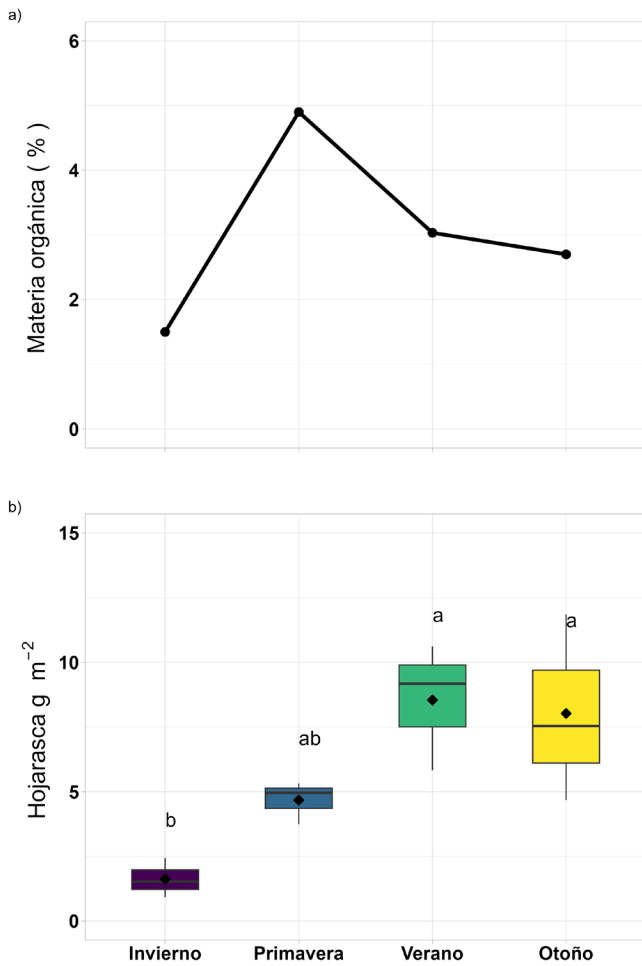 a)
Materia orgánica ( % )
6
4
2
0
b)
Hojarasca g m⁻²
15
10
5
0
b
ab
a
a
Invierno Primavera Verano Otoño